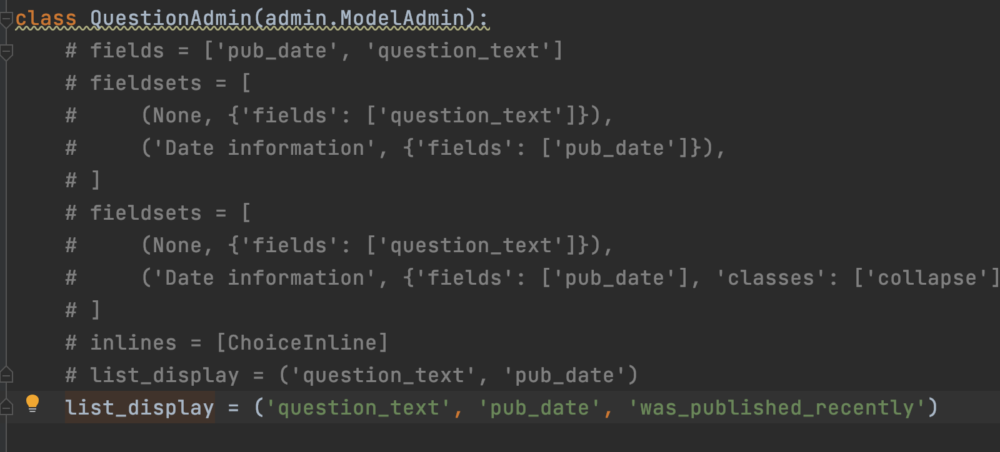 class QuestionAdmin(admin.ModelAdmin):
    # fields = ['pub_date', 'question_text']
    # fieldsets = [
    #     (None, {'fields': ['question_text']}),
    #     ('Date information', {'fields': ['pub_date']}),
    # ]
    # fieldsets = [
    #     (None, {'fields': ['question_text']}),
    #     ('Date information', {'fields': ['pub_date'], 'classes': ['collapse']
    # ]
    # inlines = [ChoiceInline]
    # list_display = ('question_text', 'pub_date')
    list_display = ('question_text', 'pub_date', 'was_published_recently')